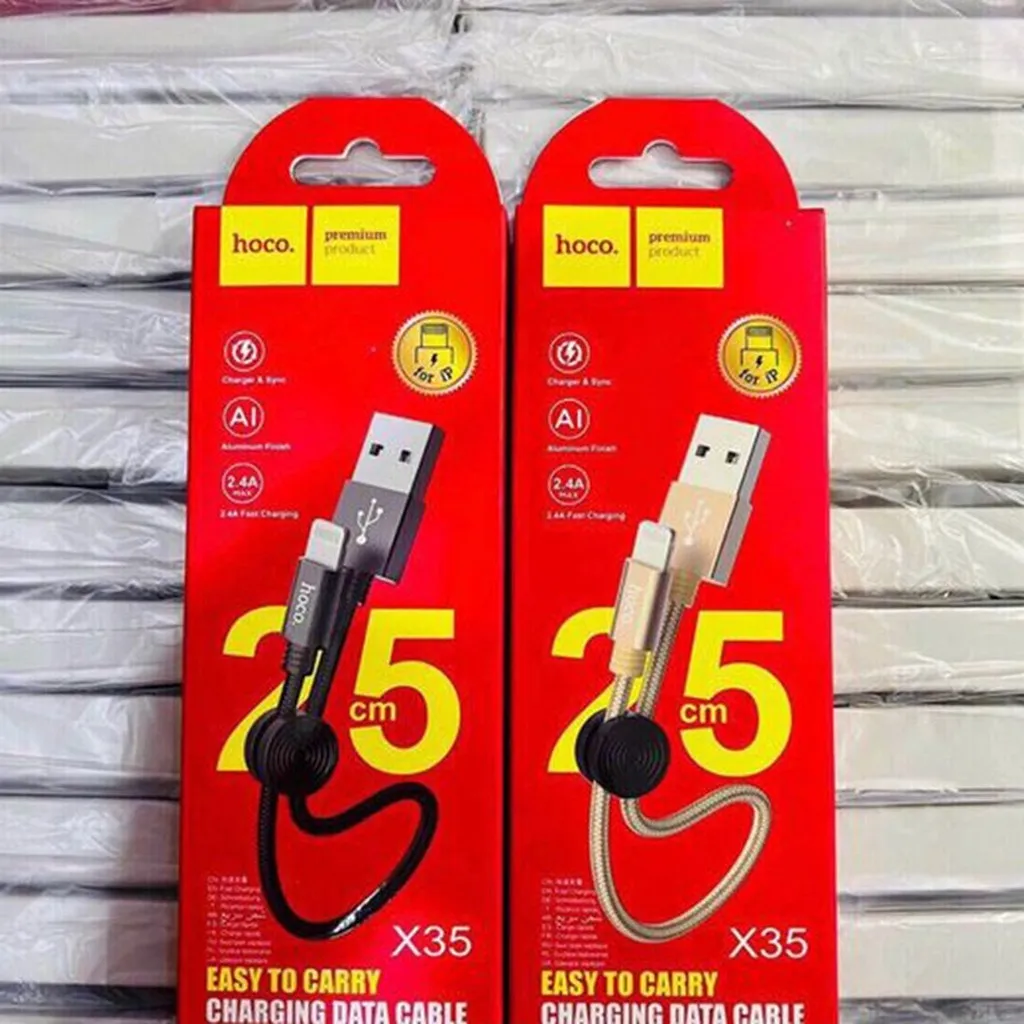 hoco.
premium
product
for iP
Charger & Sync
Al
Aluminum Finish
2.4A
MAX
2.4A Fast Charging
hoco.
25
cm
X35
EASY TO CARRY
CHARGING DATA CABLE
hoco.
premium
product
for iP
Charger & Sync
Al
Aluminum Finish
2.4A
MAX
2.4A Fast Charging
hoco.
25
cm
X35
EASY TO CARRY
CHARGING DATA CABLE